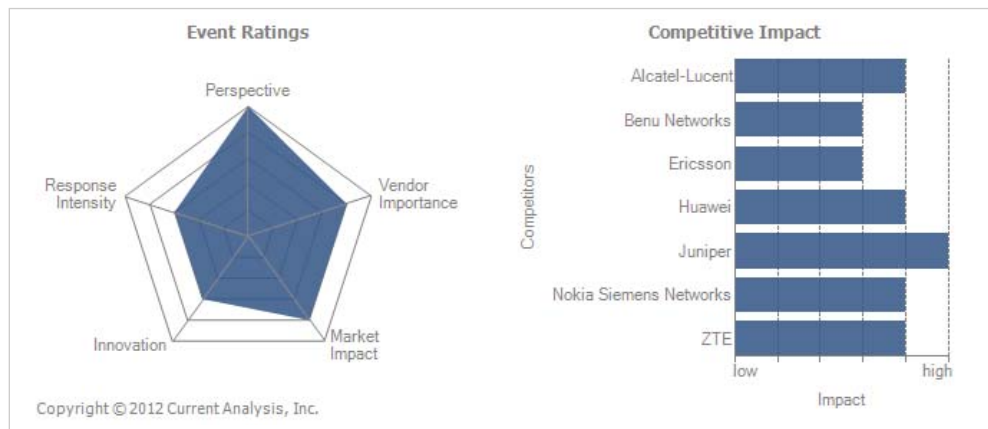 Event Ratings
Perspective
Response
Intensity
Vendor
Importance
Innovation
Market
Impact
Copyright © 2012 Current Analysis, Inc.
Competitive Impact
Competitors
Alcatel-Lucent
Benu Networks
Ericsson
Huawei
Juniper
Nokia Siemens Networks
ZTE
low
high
Impact